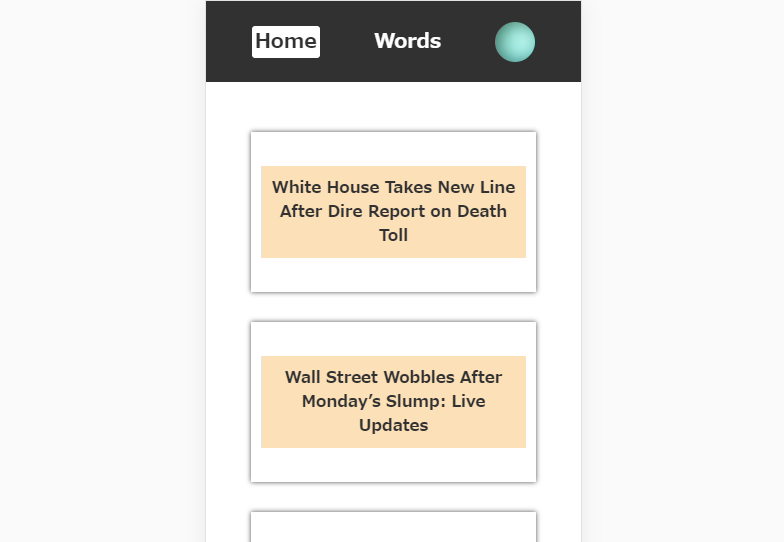 Home
Words
White House Takes New Line
After Dire Report on Death
Toll
Wall Street Wobbles After
Monday’s Slump: Live
Updates